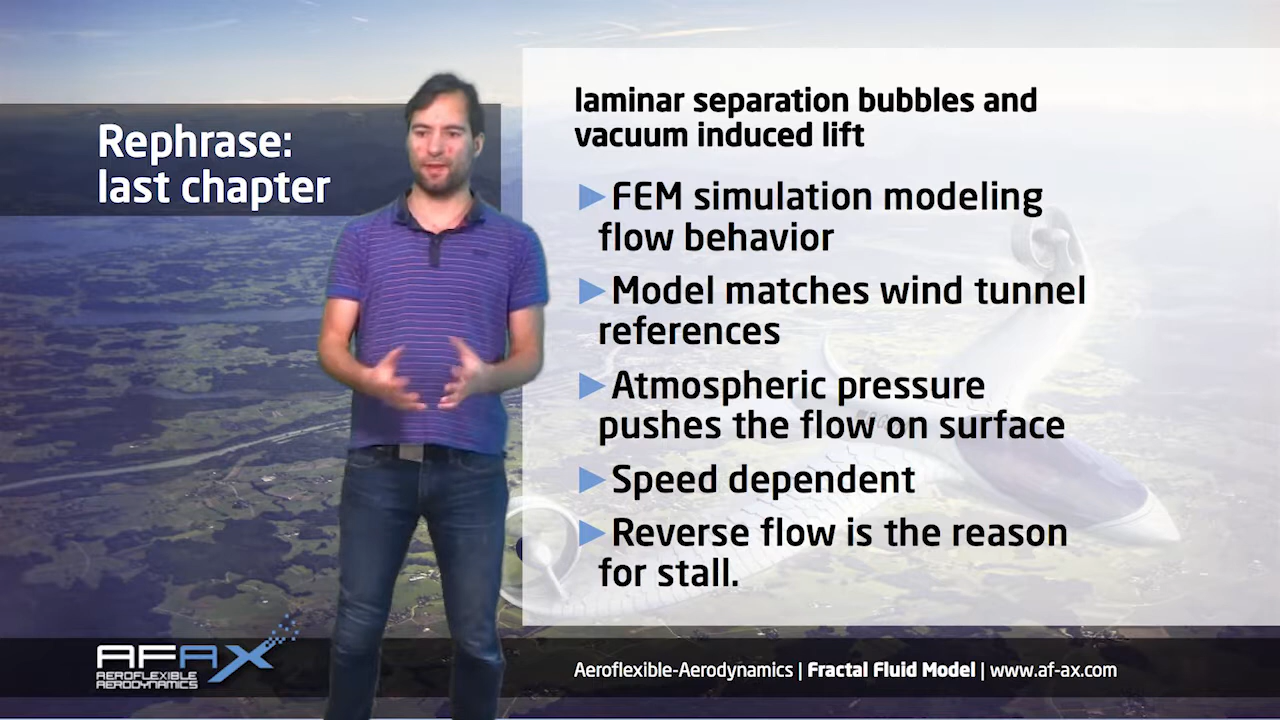 Rephrase:
last chapter
laminar separation bubbles and
vacuum induced lift
FEM simulation modeling
flow behavior
Model matches wind tunnel
references
Atmospheric pressure
pushes the flow on surface
Speed dependent
Reverse flow is the reason
for stall.
AFAX
AEROFLEXIBLE
AERODYNAMICS
Aeroflexible-Aerodynamics | Fractal Fluid Model | www.af-ax.com